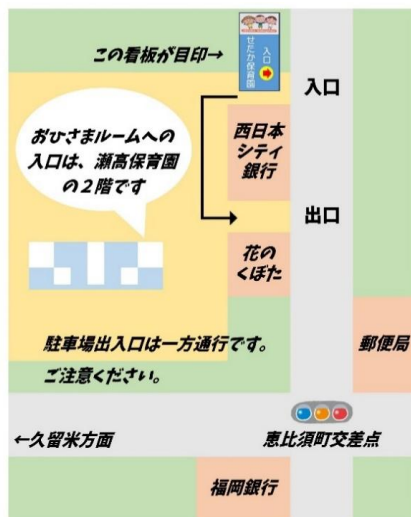 この看板が目印→
せたか保育園
入口
入口
西日本
シティ
銀行
おひさまルームへの
入口は、瀬高保育園
の２階です
出口
花の
くぼた
駐車場出入口は一方通行です。
ご注意ください。
郵便局
←久留米方面
恵比須町交差点
福岡銀行